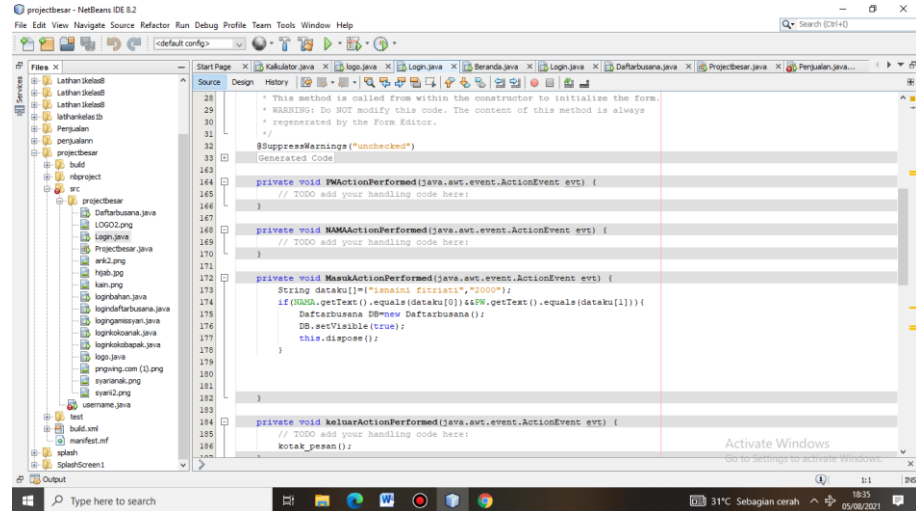 projectbesar - NetBeans IDE 8.2
File Edit View Navigate Source Refactor Run Debug Profile Team Tools Window Help
Search (Ctrl+I)
<default config>
Files
Start Page Kalkulator.java logo.java Login.java Beranda.java Login.java Daftarbusana.java Projectbesar.java Penjualan.java...
Services
Source Design History
Latihan1kelasB
Latihan1kelasB
Latihan1kelasB
latihankelas1b
Penjualan
penjualann
projectbesar
build
nbproject
src
projectbesar
Daftarbusana.java
LOGO2.png
Login.java
Projectbesar.java
ank2.png
hijab.jpg
kain.png
loginbahan.java
logindaftarbusana.java
logingamissyari.java
loginkokoanak.java
loginkokobapak.java
logo.java
pngwing.com (1).png
syarianak.png
syarii2.png
username.java
test
build.xml
manifest.mf
splash
SplashScreen1
28 * This method is called from within the constructor to initialize the form.
29 * WARNING: Do NOT modify this code. The content of this method is always
30 * regenerated by the Form Editor.
31 */
32 @SuppressWarnings("unchecked")
33 Generated Code
163
164 private void PWActionPerformed(java.awt.event.ActionEvent evt) {
165 // TODO add your handling code here:
166 }
167
168 private void NAMAActionPerformed(java.awt.event.ActionEvent evt) {
169 // TODO add your handling code here:
170 }
171
172 private void MasukActionPerformed(java.awt.event.ActionEvent evt) {
173 String dataku[]={"isnaini fitriati","2000"};
174 if(NAMA.getText().equals(dataku[0])&&PW.getText().equals(dataku[1])){
175 Daftarbusana DB=new Daftarbusana();
176 DB.setVisible(true);
177 this.dispose();
178 }
179
180
181
182 }
183
184 private void keluarActionPerformed(java.awt.event.ActionEvent evt) {
185 // TODO add your handling code here:
186 kotak_pesan();
Activate Windows
Go to Settings to activate Windows.
Output
1:1
INS
Type here to search
31°C Sebagian cerah
18:35
05/08/2021